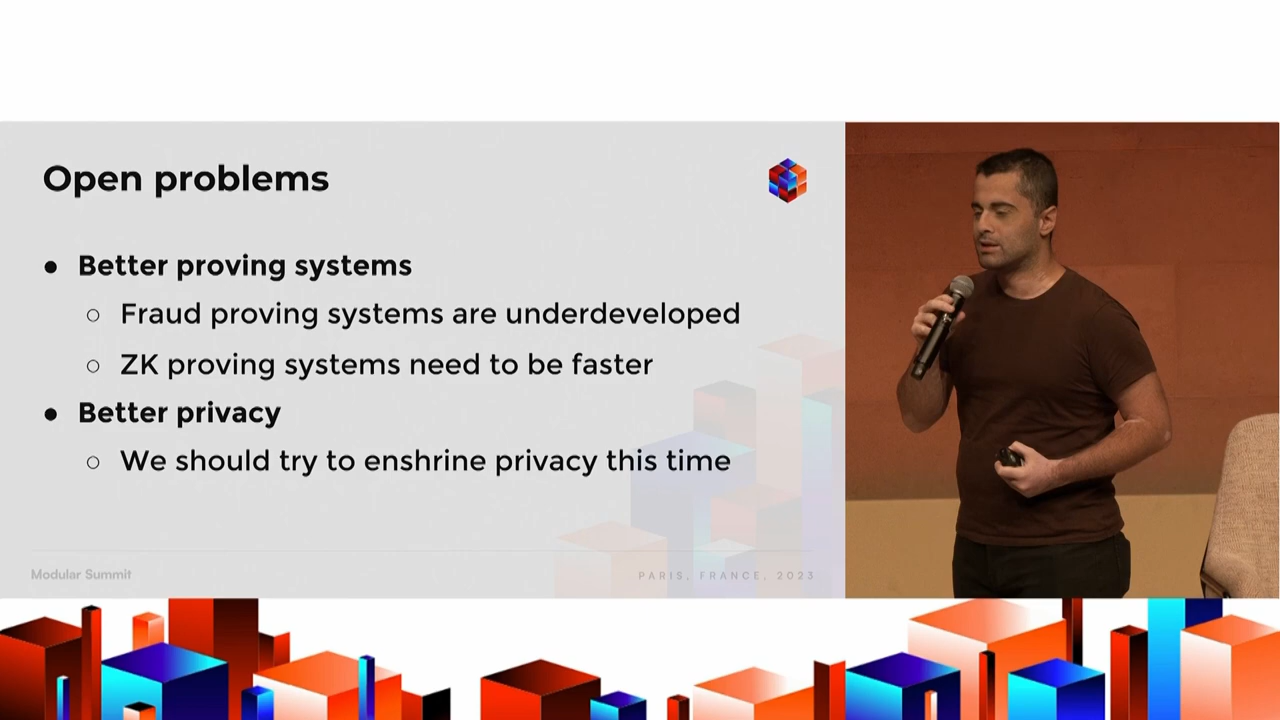 Open problems
● Better proving systems
○ Fraud proving systems are underdeveloped
○ ZK proving systems need to be faster
● Better privacy
○ We should try to enshrine privacy this time
Modular Summit
PARIS, FRANCE, 2023